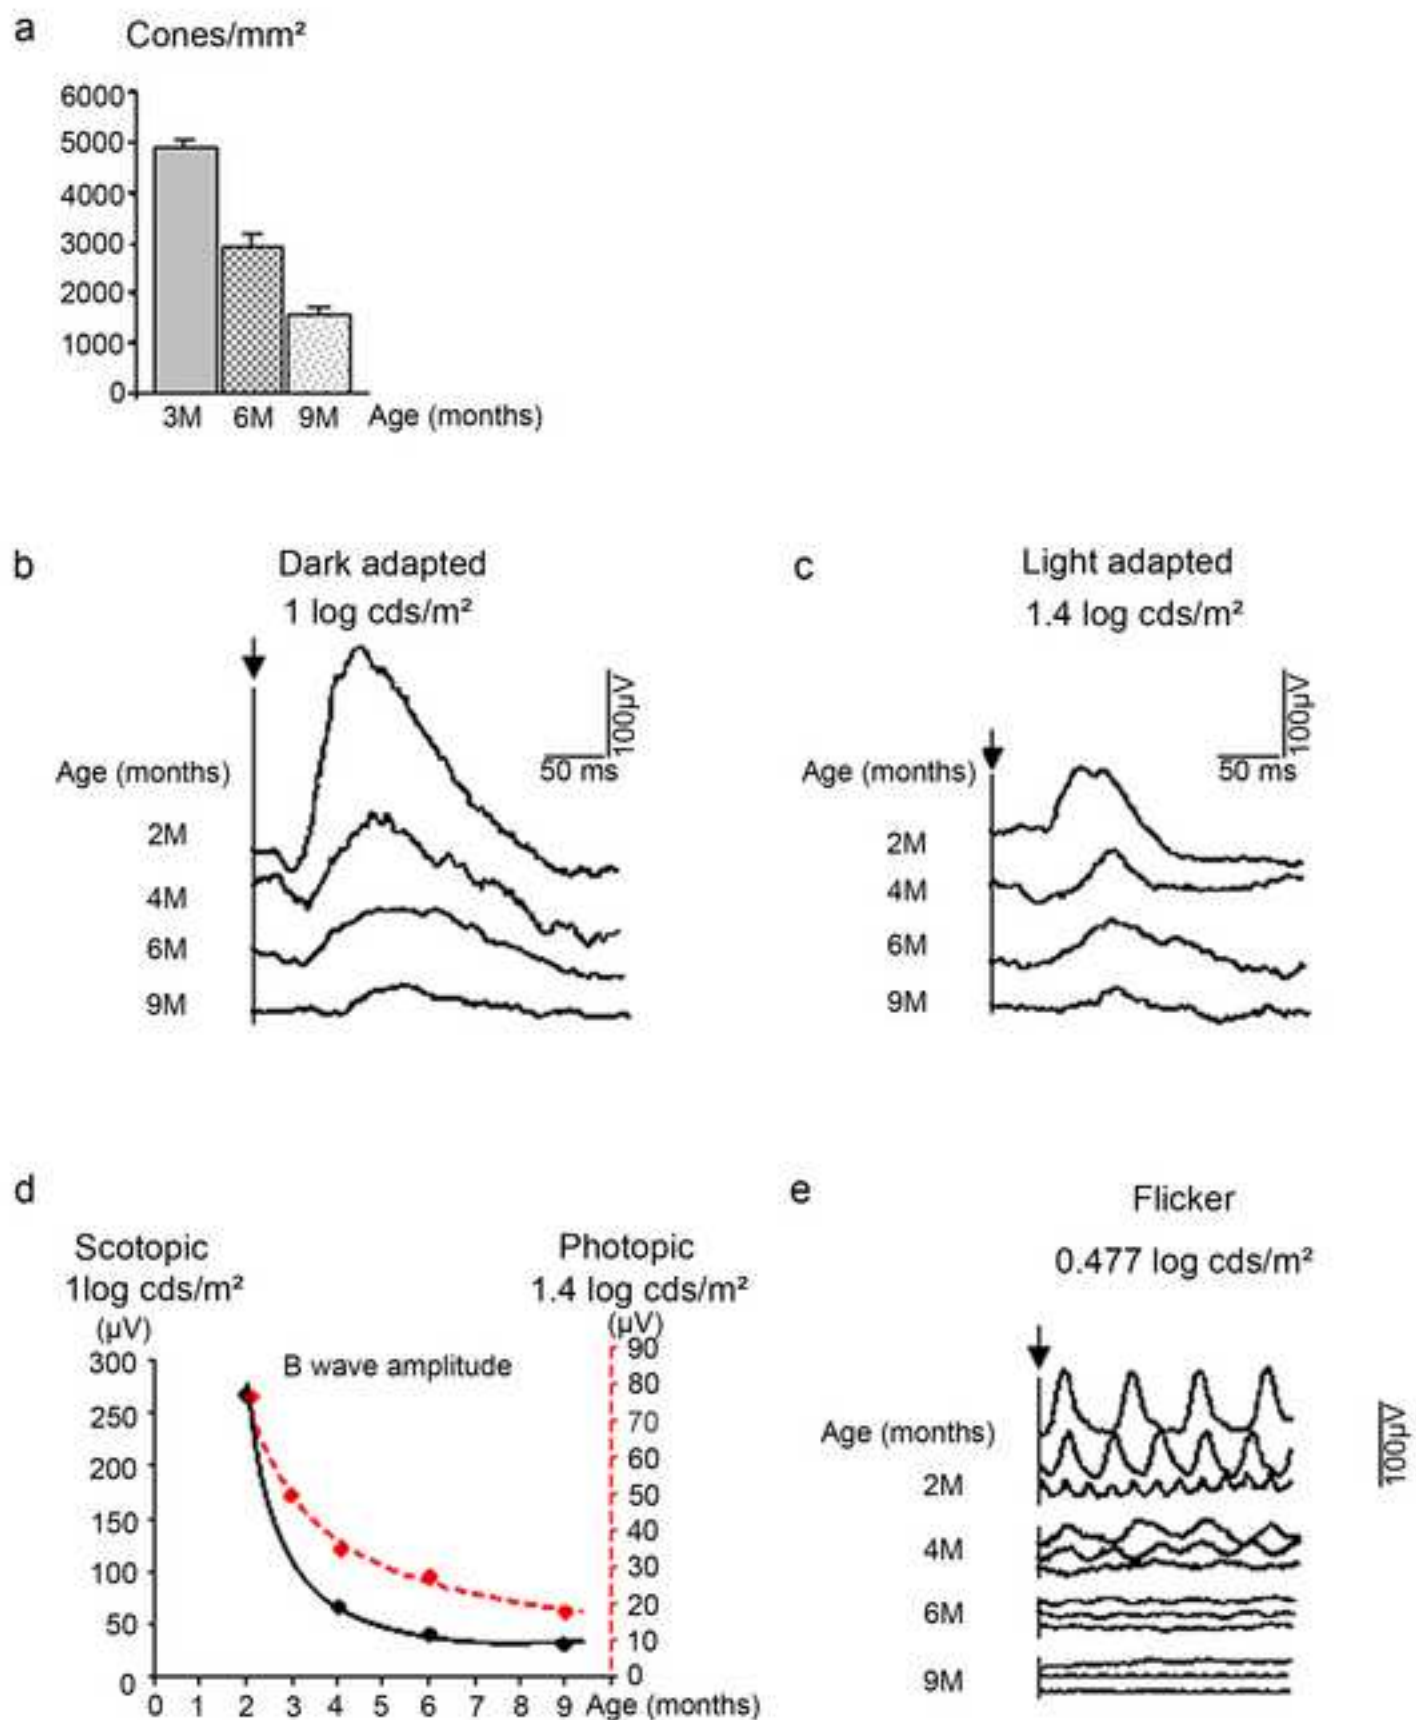 a
Cones/mm²
6000
5000
4000
3000
2000
1000
0
3M 6M 9M Age (months)
b
Dark adapted
1 log cds/m²
100µV
50 ms
Age (months)
2M
4M
6M
9M
c
Light adapted
1.4 log cds/m²
100µV
50 ms
Age (months)
2M
4M
6M
9M
d
Scotopic
1log cds/m²
(µV)
Photopic
1.4 log cds/m²
(µV)
B wave amplitude
300
250
200
150
100
50
0
90
80
70
60
50
40
30
20
10
0
0 1 2 3 4 5 6 7 8 9 Age (months)
e
Flicker
0.477 log cds/m²
Age (months)
2M
4M
6M
9M
100µV